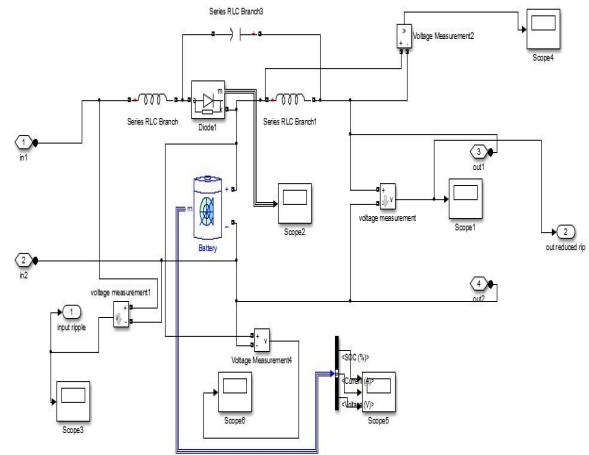 Series RLC Branch3
Voltage Measurement2
Scope4
+
-
v
m
a
k
Series RLC Branch
Diode1
Series RLC Branch1
1
in1
3
out1
+
m
-
Battery
Scope2
+
-
v
voltage measurement
Scope1
2
out reduced rip
2
in2
4
out2
voltage measurement1
+
-
1
input ripple
+
-
v
Voltage Measurement4
<SOC (%)>
<Current (A)>
<Voltage (V)>
Scope3
Scope6
Scope5